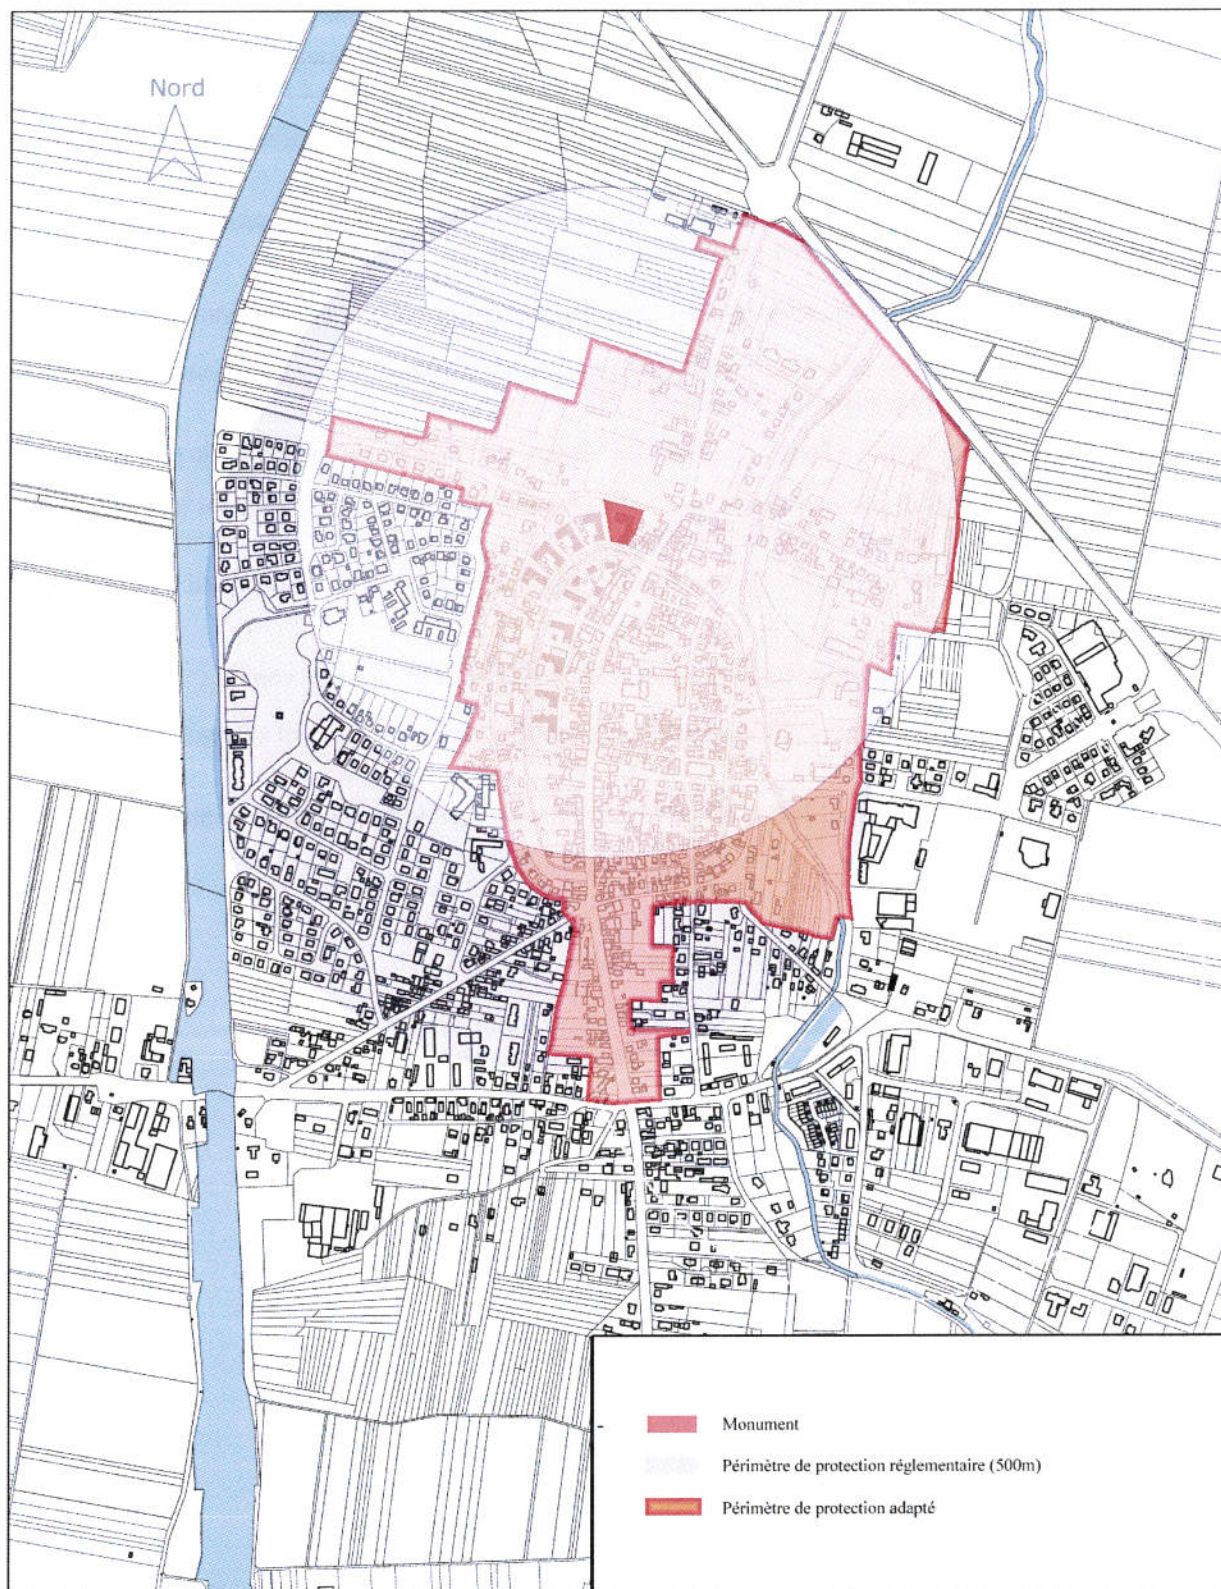 Nord
Monument
Périmètre de protection réglementaire (500m)
Périmètre de protection adapté